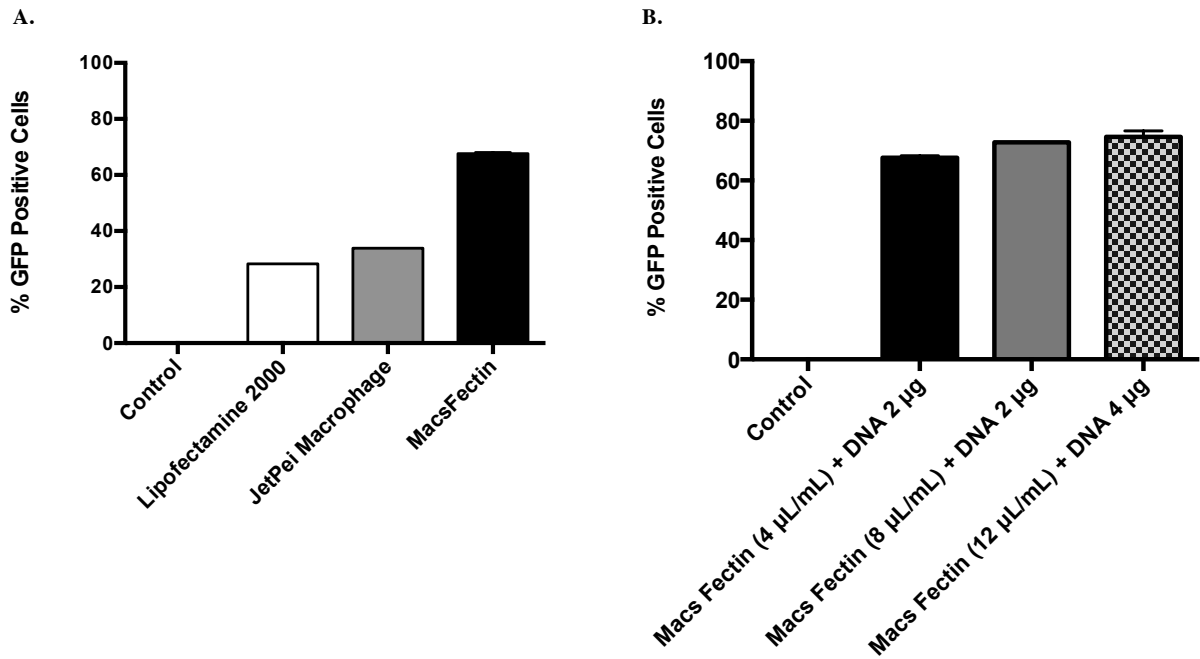 A.
% GFP Positive Cells
100
80
60
40
20
0
Control
Lipofectamine 2000
JetPei Macrophage
MacsFectin
B.
% GFP Positive Cells
100
80
60
40
20
0
Control
Macs Fectin (4 µL/mL) + DNA 2 µg
Macs Fectin (8 µL/mL) + DNA 2 µg
Macs Fectin (12 µL/mL) + DNA 4 µg